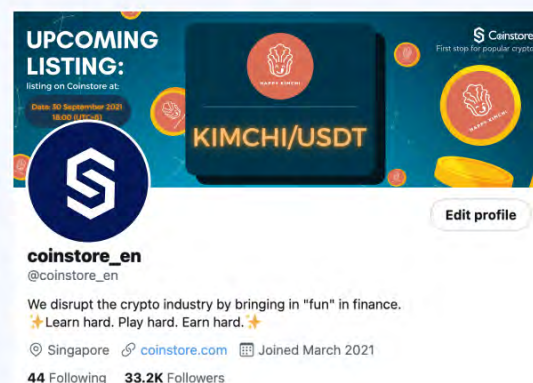 UPCOMING
LISTING:
listing on Coinstore at:
Date: 30 September 2021
18:00 (UTC+8)
HAPPY KIMCHI
KIMCHI/USDT
Coinstore
First stop for popular crypto
HAPPY KIMCHI
Edit profile
coinstore_en
@coinstore_en
We disrupt the crypto industry by bringing in "fun" in finance.
✨Learn hard. Play hard. Earn hard.✨
Singapore coinstore.com Joined March 2021
44 Following 33.2K Followers